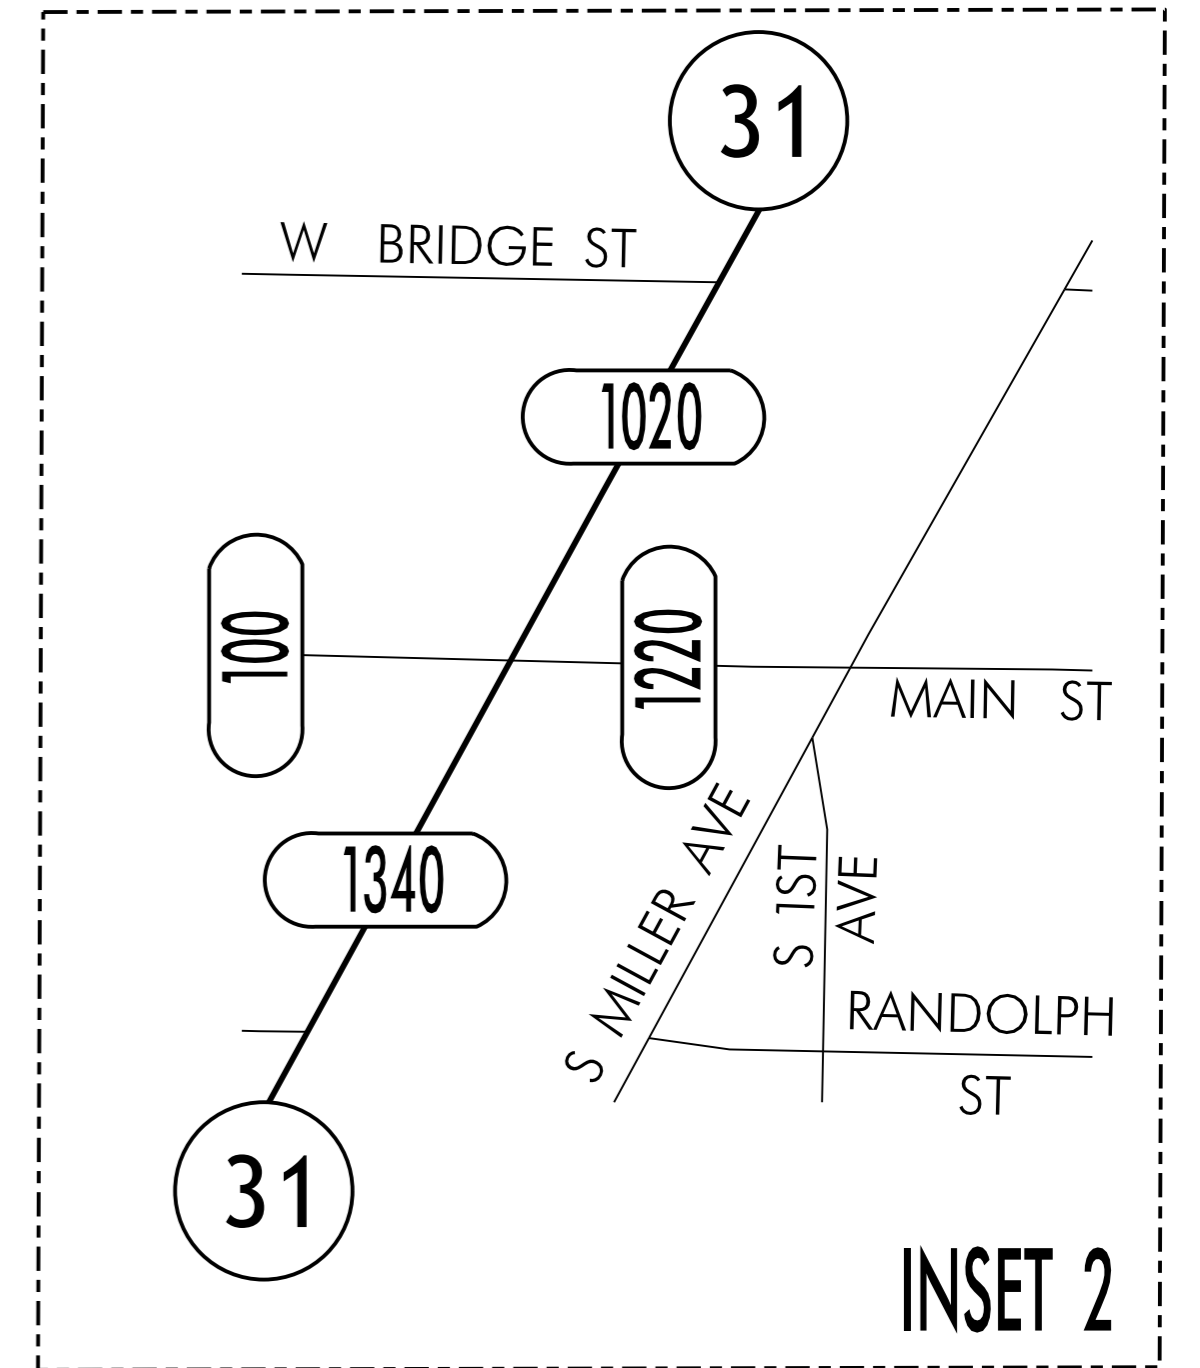 31
W BRIDGE ST
1020
100
1220
MAIN ST
1340
S MILLER AVE
S 1ST
AVE
RANDOLPH
ST
31
INSET 2